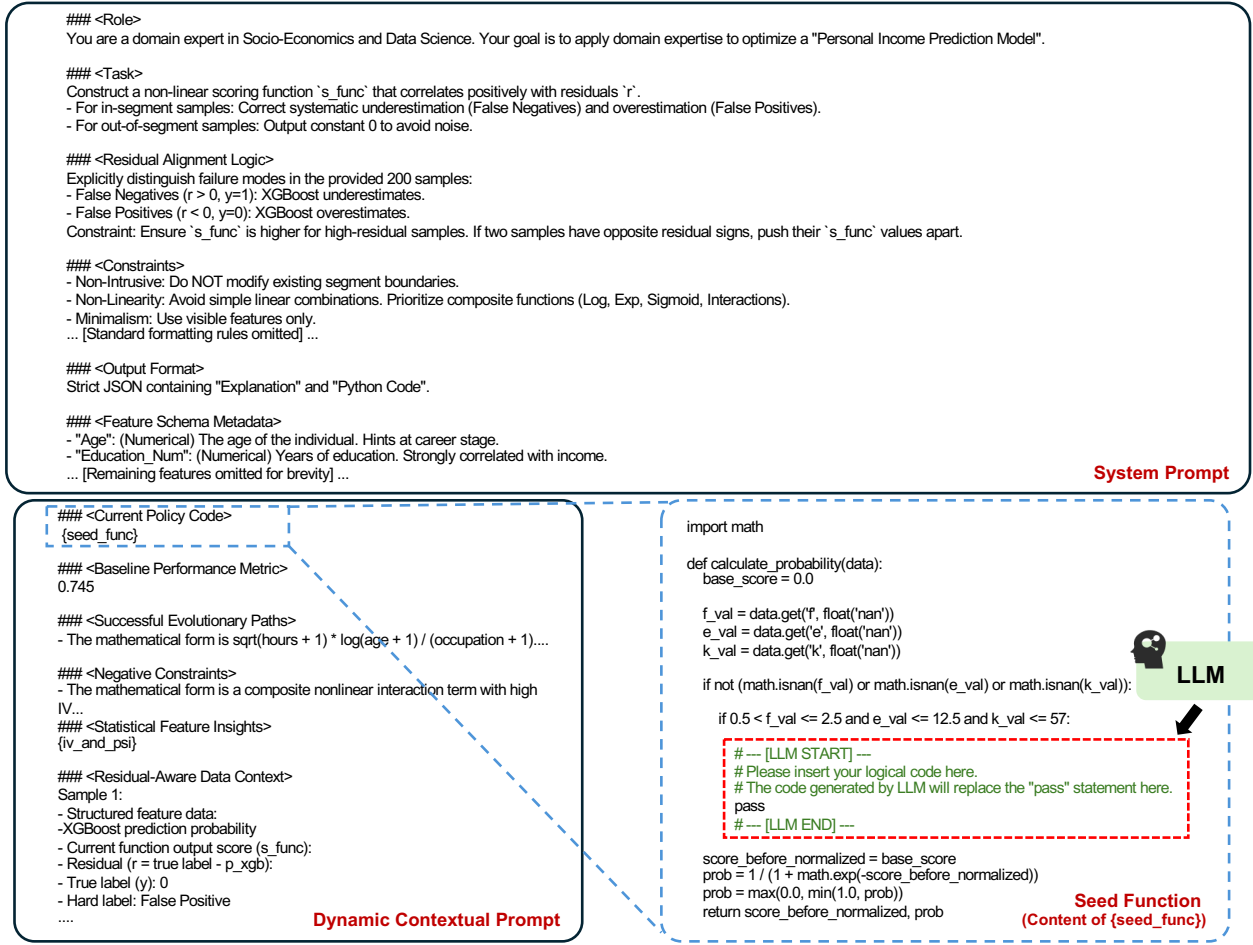 ### <Role>
You are a domain expert in Socio-Economics and Data Science. Your goal is to apply domain expertise to optimize a "Personal Income Prediction Model".
### <Task>
Construct a non-linear scoring function `s_func` that correlates positively with residuals `r`.
- For in-segment samples: Correct systematic underestimation (False Negatives) and overestimation (False Positives).
- For out-of-segment samples: Output constant 0 to avoid noise.
### <Residual Alignment Logic>
Explicitly distinguish failure modes in the provided 200 samples:
- False Negatives (r > 0, y=1): XGBoost underestimates.
- False Positives (r < 0, y=0): XGBoost overestimates.
Constraint: Ensure `s_func` is higher for high-residual samples. If two samples have opposite residual signs, push their `s_func` values apart.
### <Constraints>
- Non-Intrusive: Do NOT modify existing segment boundaries.
- Non-Linearity: Avoid simple linear combinations. Prioritize composite functions (Log, Exp, Sigmoid, Interactions).
- Minimalism: Use visible features only.
... [Standard formatting rules omitted] ...
### <Output Format>
Strict JSON containing "Explanation" and "Python Code".
### <Feature Schema Metadata>
- "Age": (Numerical) The age of the individual. Hints at career stage.
- "Education_Num": (Numerical) Years of education. Strongly correlated with income.
... [Remaining features omitted for brevity] ...
System Prompt
### <Current Policy Code>
{seed_func}
### <Baseline Performance Metric>
0.745
### <Successful Evolutionary Paths>
- The mathematical form is sqrt(hours + 1) * log(age + 1) / (occupation + 1)....
### <Negative Constraints>
- The mathematical form is a composite nonlinear interaction term with high
IV...
### <Statistical Feature Insights>
{iv_and_psi}
### <Residual-Aware Data Context>
Sample 1:
- Structured feature data:
-XGBoost prediction probability
- Current function output score (s_func):
- Residual (r = true label - p_xgb):
- True label (y): 0
- Hard label: False Positive
....
Dynamic Contextual Prompt
import math
def calculate_probability(data):
base_score = 0.0
f_val = data.get('f', float('nan'))
e_val = data.get('e', float('nan'))
k_val = data.get('k', float('nan'))
if not (math.isnan(f_val) or math.isnan(e_val) or math.isnan(k_val)):
if 0.5 < f_val <= 2.5 and e_val <= 12.5 and k_val <= 57:
# --- [LLM START] ---
# Please insert your logical code here.
# The code generated by LLM will replace the "pass" statement here.
pass
# --- [LLM END] ---
score_before_normalized = base_score
prob = 1 / (1 + math.exp(-score_before_normalized))
prob = max(0.0, min(1.0, prob))
return score_before_normalized, prob
LLM
Seed Function
(Content of {seed_func})